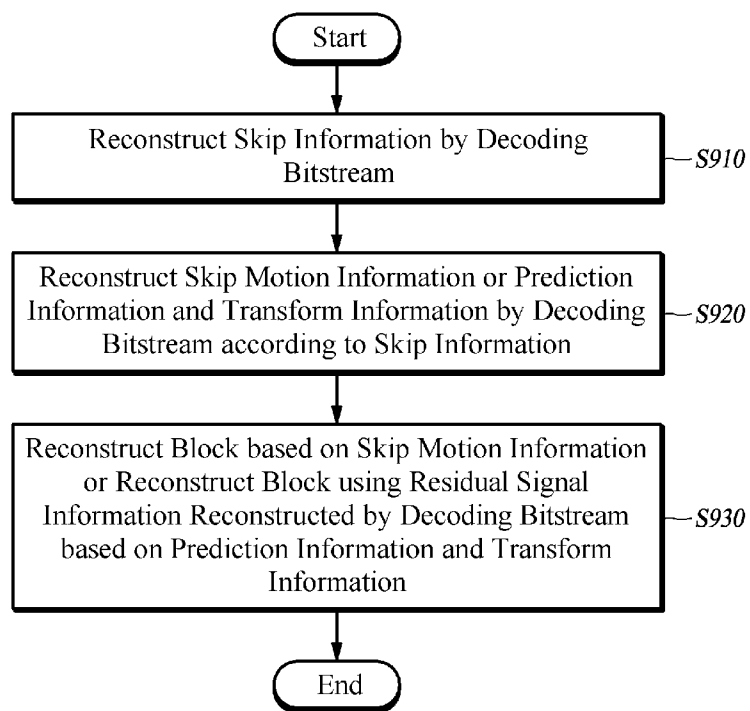 Start
Reconstruct Skip Information by Decoding
Bitstream
S910
Reconstruct Skip Motion Information or Prediction
Information and Transform Information by Decoding
Bitstream according to Skip Information
S920
Reconstruct Block based on Skip Motion Information
or Reconstruct Block using Residual Signal
Information Reconstructed by Decoding Bitstream
based on Prediction Information and Transform
Information
S930
End